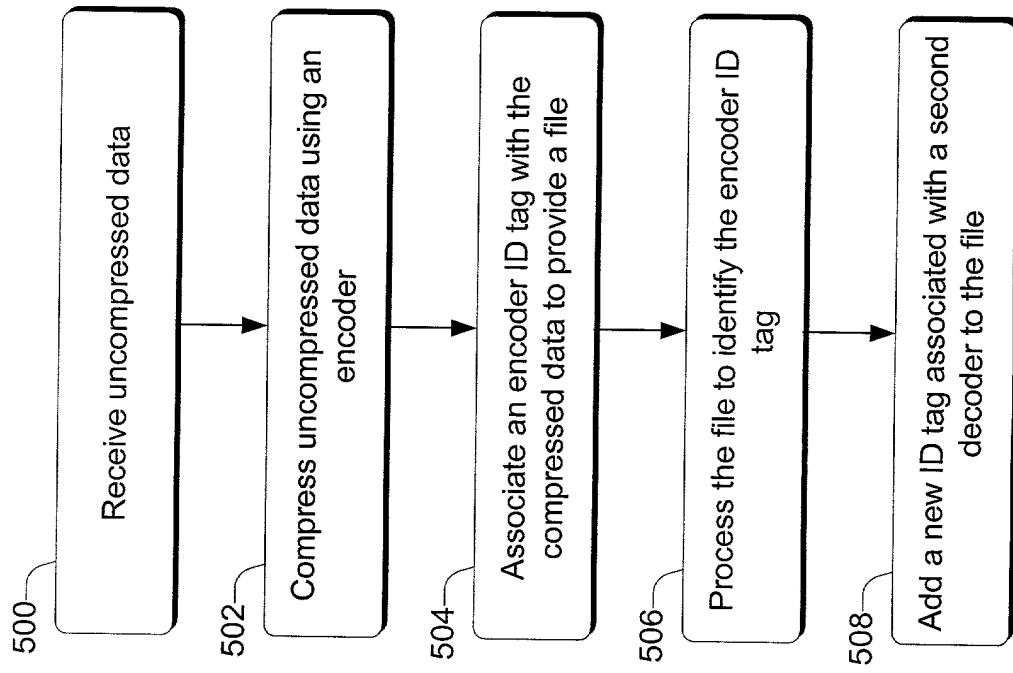 500
Receive uncompressed data
502
Compress uncompressed data using an
encoder
504
Associate an encoder ID tag with the
compressed data to provide a file
506
Process the file to identify the encoder ID
tag
508
Add a new ID tag associated with a second
decoder to the file